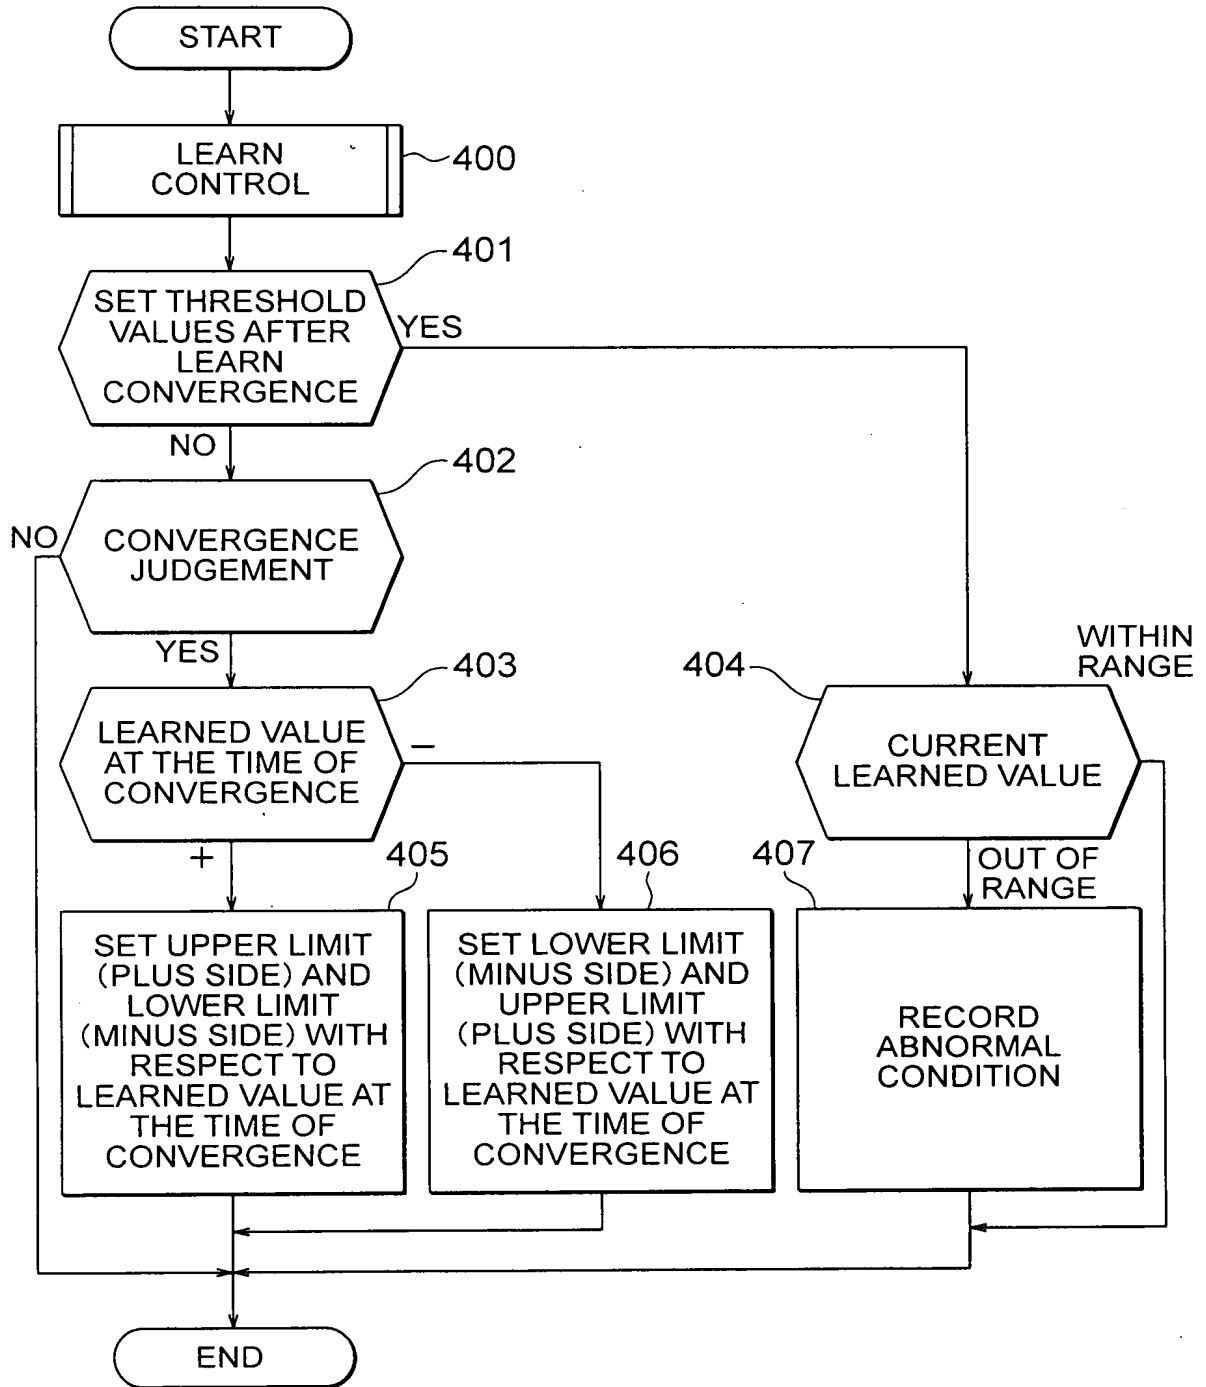 START
LEARN
CONTROL
400
401
SET THRESHOLD
VALUES AFTER
LEARN
CONVERGENCE
YES
NO
402
NO
CONVERGENCE
JUDGEMENT
YES
403
404
WITHIN
RANGE
LEARNED VALUE
AT THE TIME OF
CONVERGENCE
−
CURRENT
LEARNED VALUE
+
405
406
407
OUT OF
RANGE
SET UPPER LIMIT
(PLUS SIDE) AND
LOWER LIMIT
(MINUS SIDE) WITH
RESPECT TO
LEARNED VALUE AT
THE TIME OF
CONVERGENCE
SET LOWER LIMIT
(MINUS SIDE) AND
UPPER LIMIT
(PLUS SIDE) WITH
RESPECT TO
LEARNED VALUE AT
THE TIME OF
CONVERGENCE
RECORD
ABNORMAL
CONDITION
END